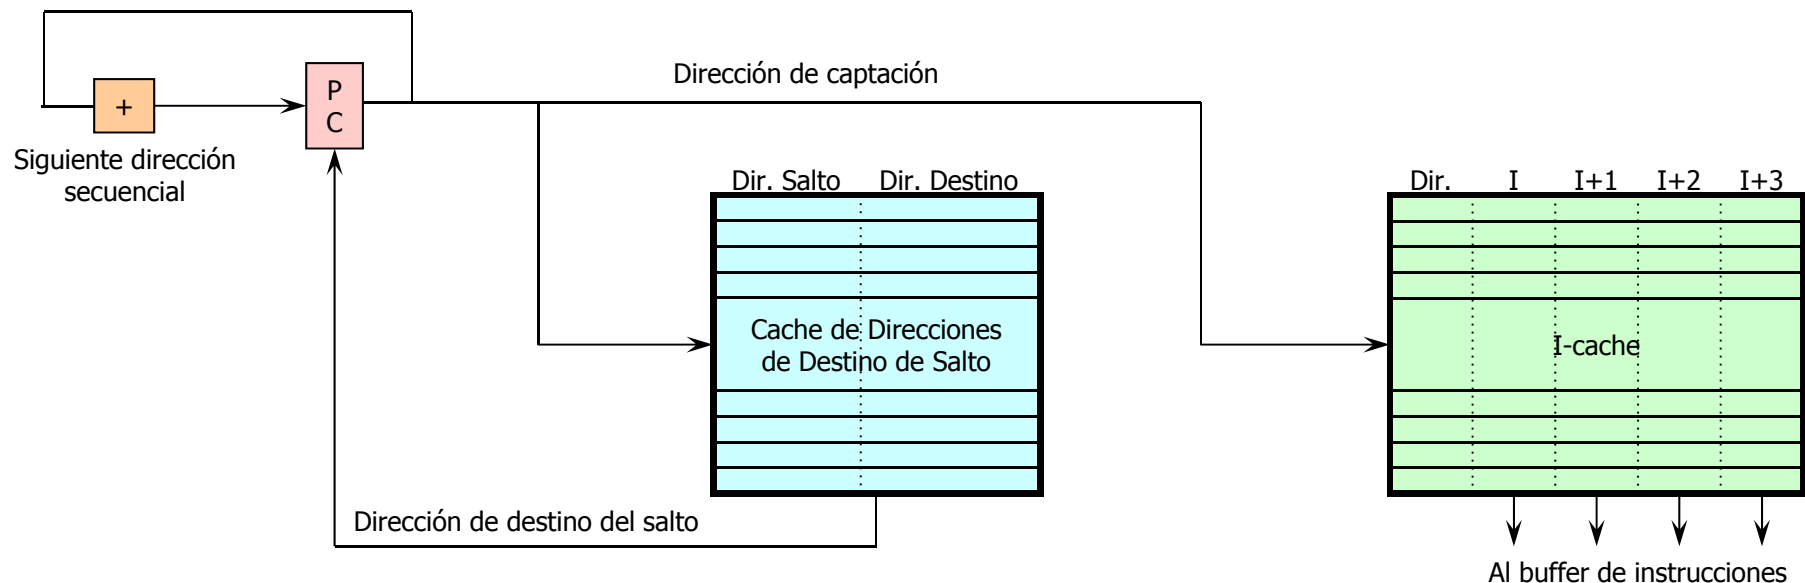 Dirección de captación
P
C
+
Siguiente dirección
secuencial
Dir. Salto Dir. Destino
Dir. I I+1 I+2 I+3
Cache de Direcciones
de Destino de Salto
I-cache
Dirección de destino del salto
Al buffer de instrucciones